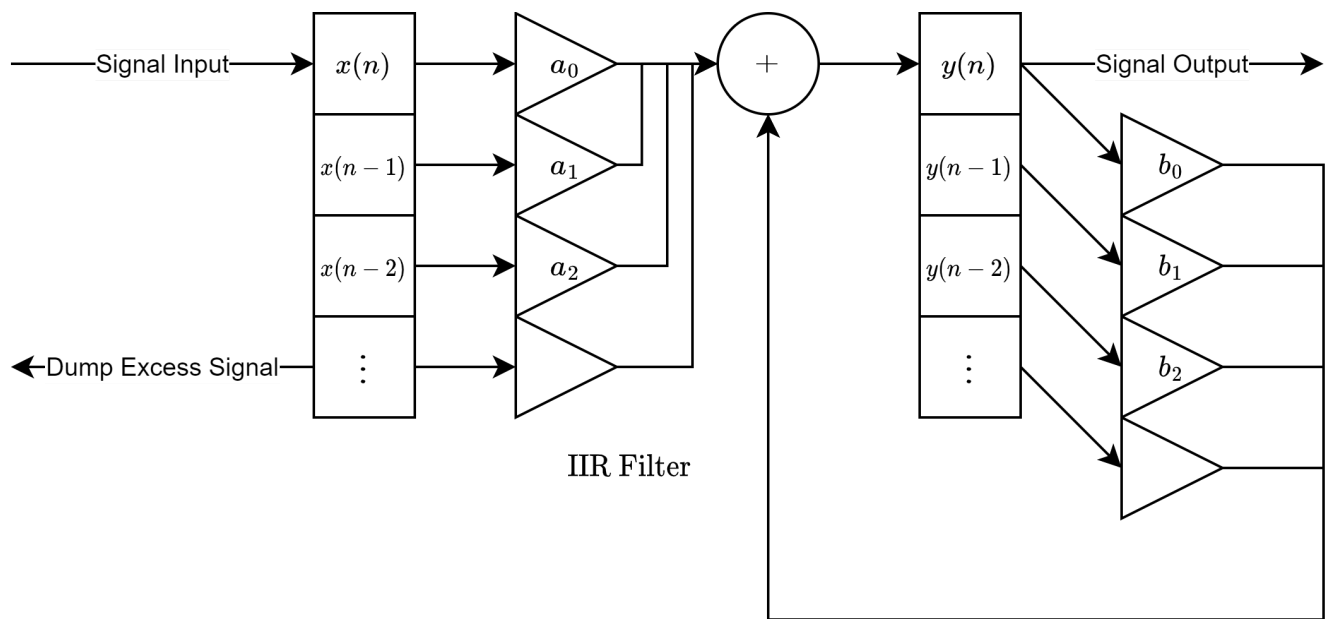 Signal Input
x(n)
a₀
+
y(n)
Signal Output
x(n − 1)
a₁
y(n−1)
b₀
x(n − 2)
a₂
y(n−2)
b₁
Dump Excess Signal
⋮
⋮
b₂
IIR Filter